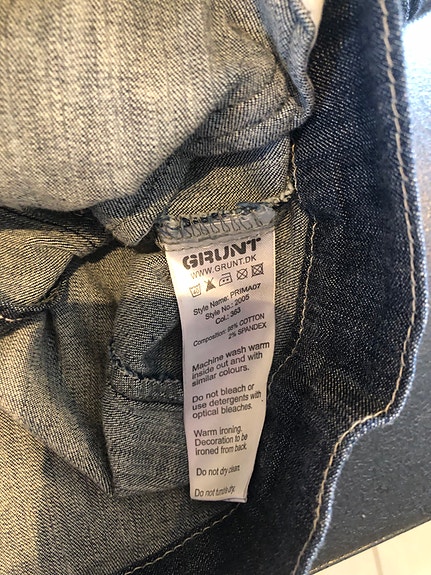 GRUNT
WWW.GRUNT.DK
Style Name: PRIMA07
Style No.: 2005
Col.: 363
Composition: 98% COTTON
2% SPANDEX
Machine wash warm
inside out and with
similar colours.
Do not bleach or
use detergents with
optical bleaches.
Warm ironing.
Decoration to be
ironed from back.
Do not dry clean.
Do not tumble dry.